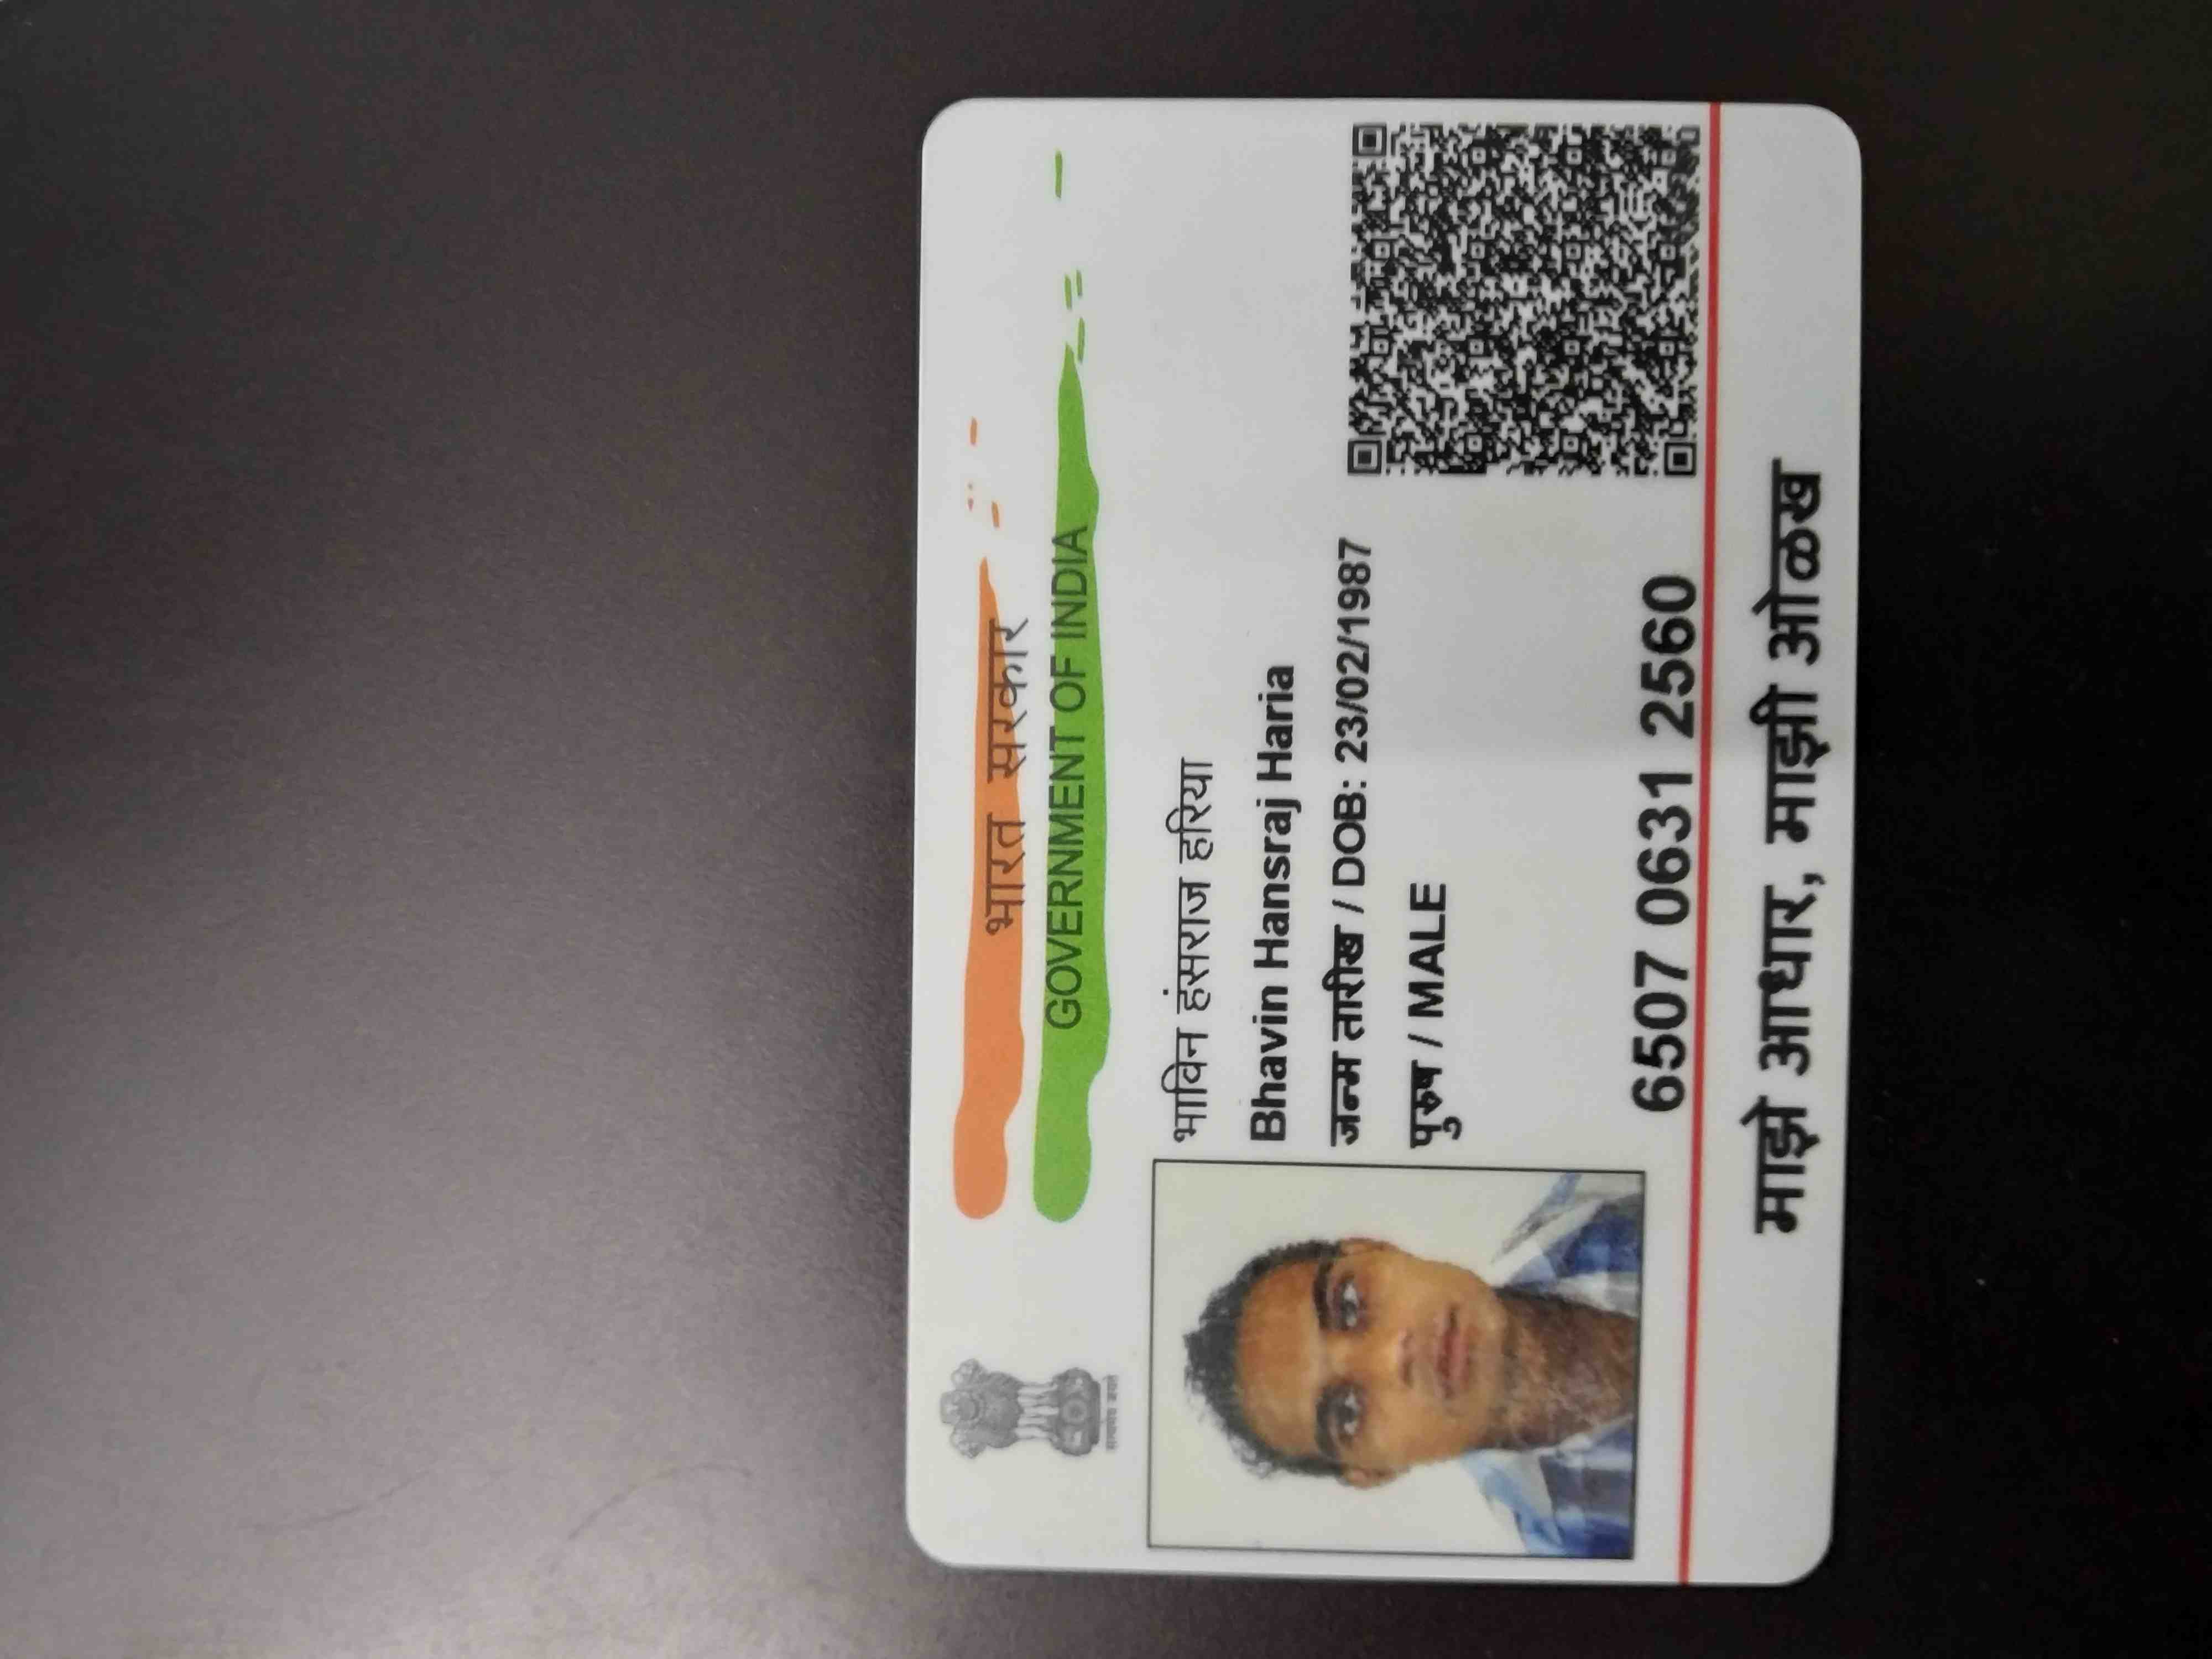 भारत सरकार
GOVERNMENT OF INDIA
सत्यमेव जयते
भाविन हंसराज हरिया
Bhavin Hansraj Haria
जन्म तारीख / DOB: 23/02/1987
पुरुष / MALE
6507 0631 2560
माझे आधार, माझी ओळख